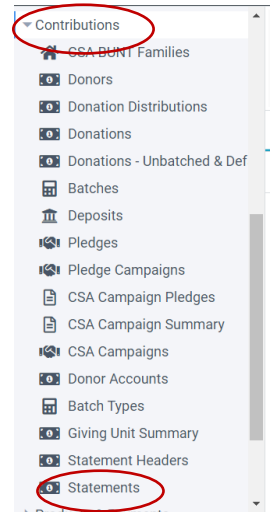 Contributions
CSA BUNT Families
Donors
Donation Distributions
Donations
Donations - Unbatched & Def
Batches
Deposits
Pledges
Pledge Campaigns
CSA Campaign Pledges
CSA Campaign Summary
CSA Campaigns
Donor Accounts
Batch Types
Giving Unit Summary
Statement Headers
Statements